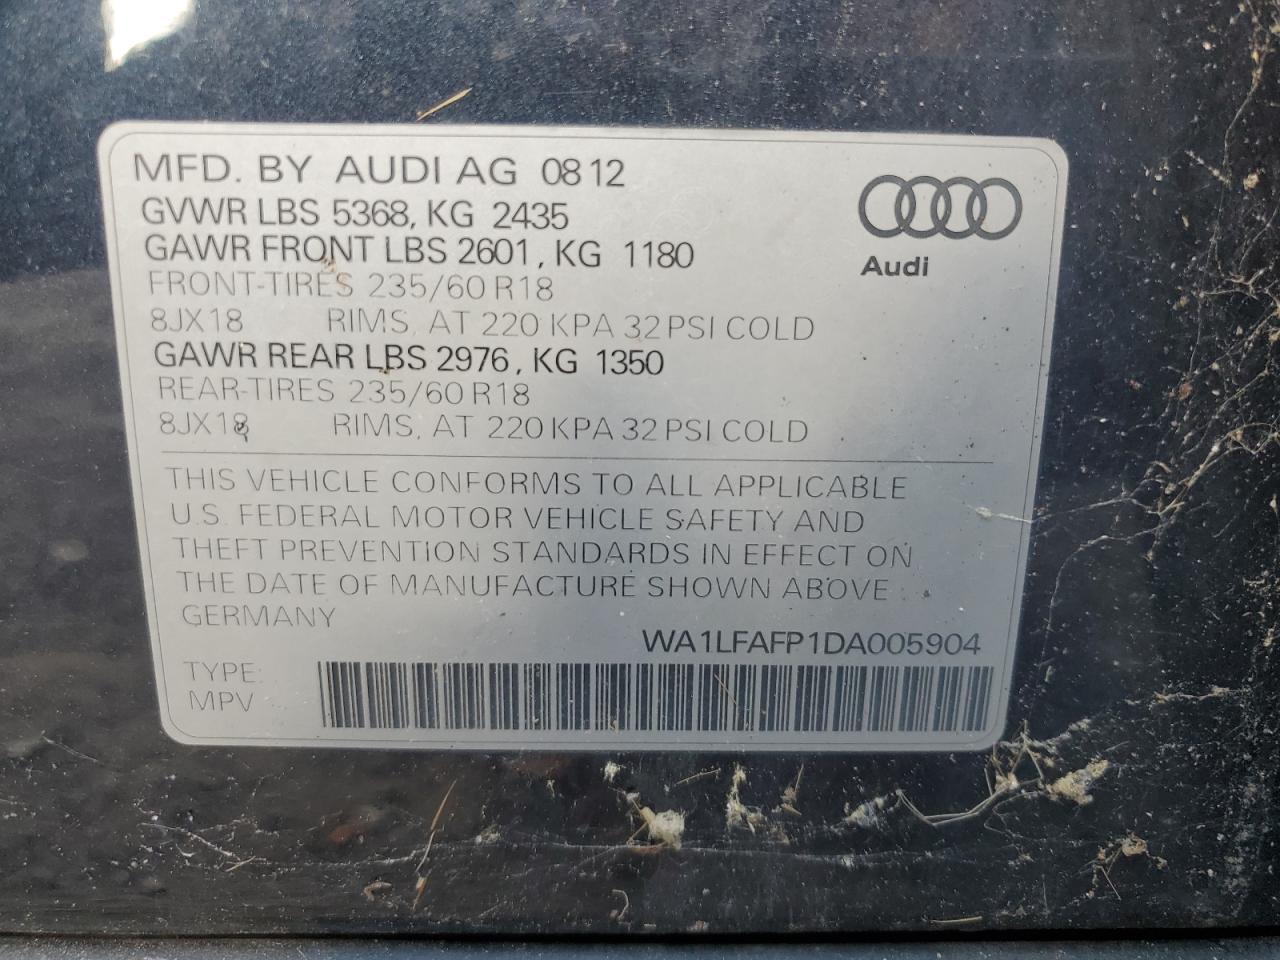 MFD. BY AUDI AG 08 12
GVWR LBS 5368, KG 2435
GAWR FRONT LBS 2601, KG 1180
FRONT-TIRES 235/60 R18
8JX18 RIMS, AT 220 KPA 32 PSI COLD
GAWR REAR LBS 2976, KG 1350
REAR-TIRES 235/60 R18
8JX18 RIMS, AT 220 KPA 32 PSI COLD
Audi
THIS VEHICLE CONFORMS TO ALL APPLICABLE
U.S. FEDERAL MOTOR VEHICLE SAFETY AND
THEFT PREVENTION STANDARDS IN EFFECT ON
THE DATE OF MANUFACTURE SHOWN ABOVE
GERMANY
WA1LFAFP1DA005904
TYPE:
MPV